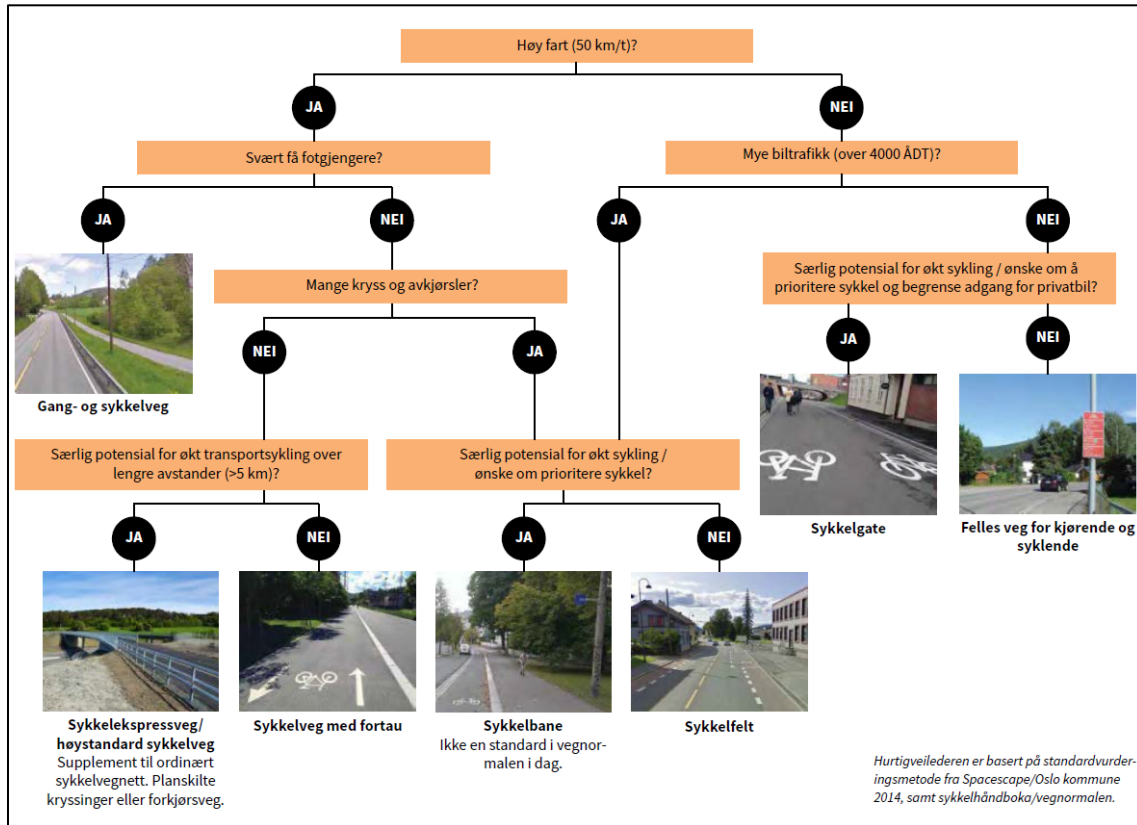 Høy fart (50 km/t)?
JA
NEI
Svært få fotgjengere?
Mye biltrafikk (over 4000 ÅDT)?
JA
NEI
JA
NEI
Mange kryss og avkjørsler?
Særlig potensial for økt sykling / ønske om å
prioritere sykkel og begrense adgang for privatbil?
NEI
JA
JA
NEI
Gang- og sykkelveg
Særlig potensial for økt transportsykling over
lengre avstander (>5 km)?
Særlig potensial for økt sykling /
ønske om prioritere sykkel?
Sykkelgate
Felles veg for kjørende og
syklende
JA
NEI
JA
NEI
Sykkelekspressveg/
høystandard sykkelveg
Supplement til ordinært
sykkelvegnett. Planskilte
kryssinger eller forkjørsveg.
Sykkelveg med fortau
Sykkelbane
Ikke en standard i vegnor-
malen i dag.
Sykkelfelt
Hurtigveilederen er basert på standardvurder-
ingsmetode fra Spacescape/Oslo kommune
2014, samt sykkelhåndboka/vegnormalen.